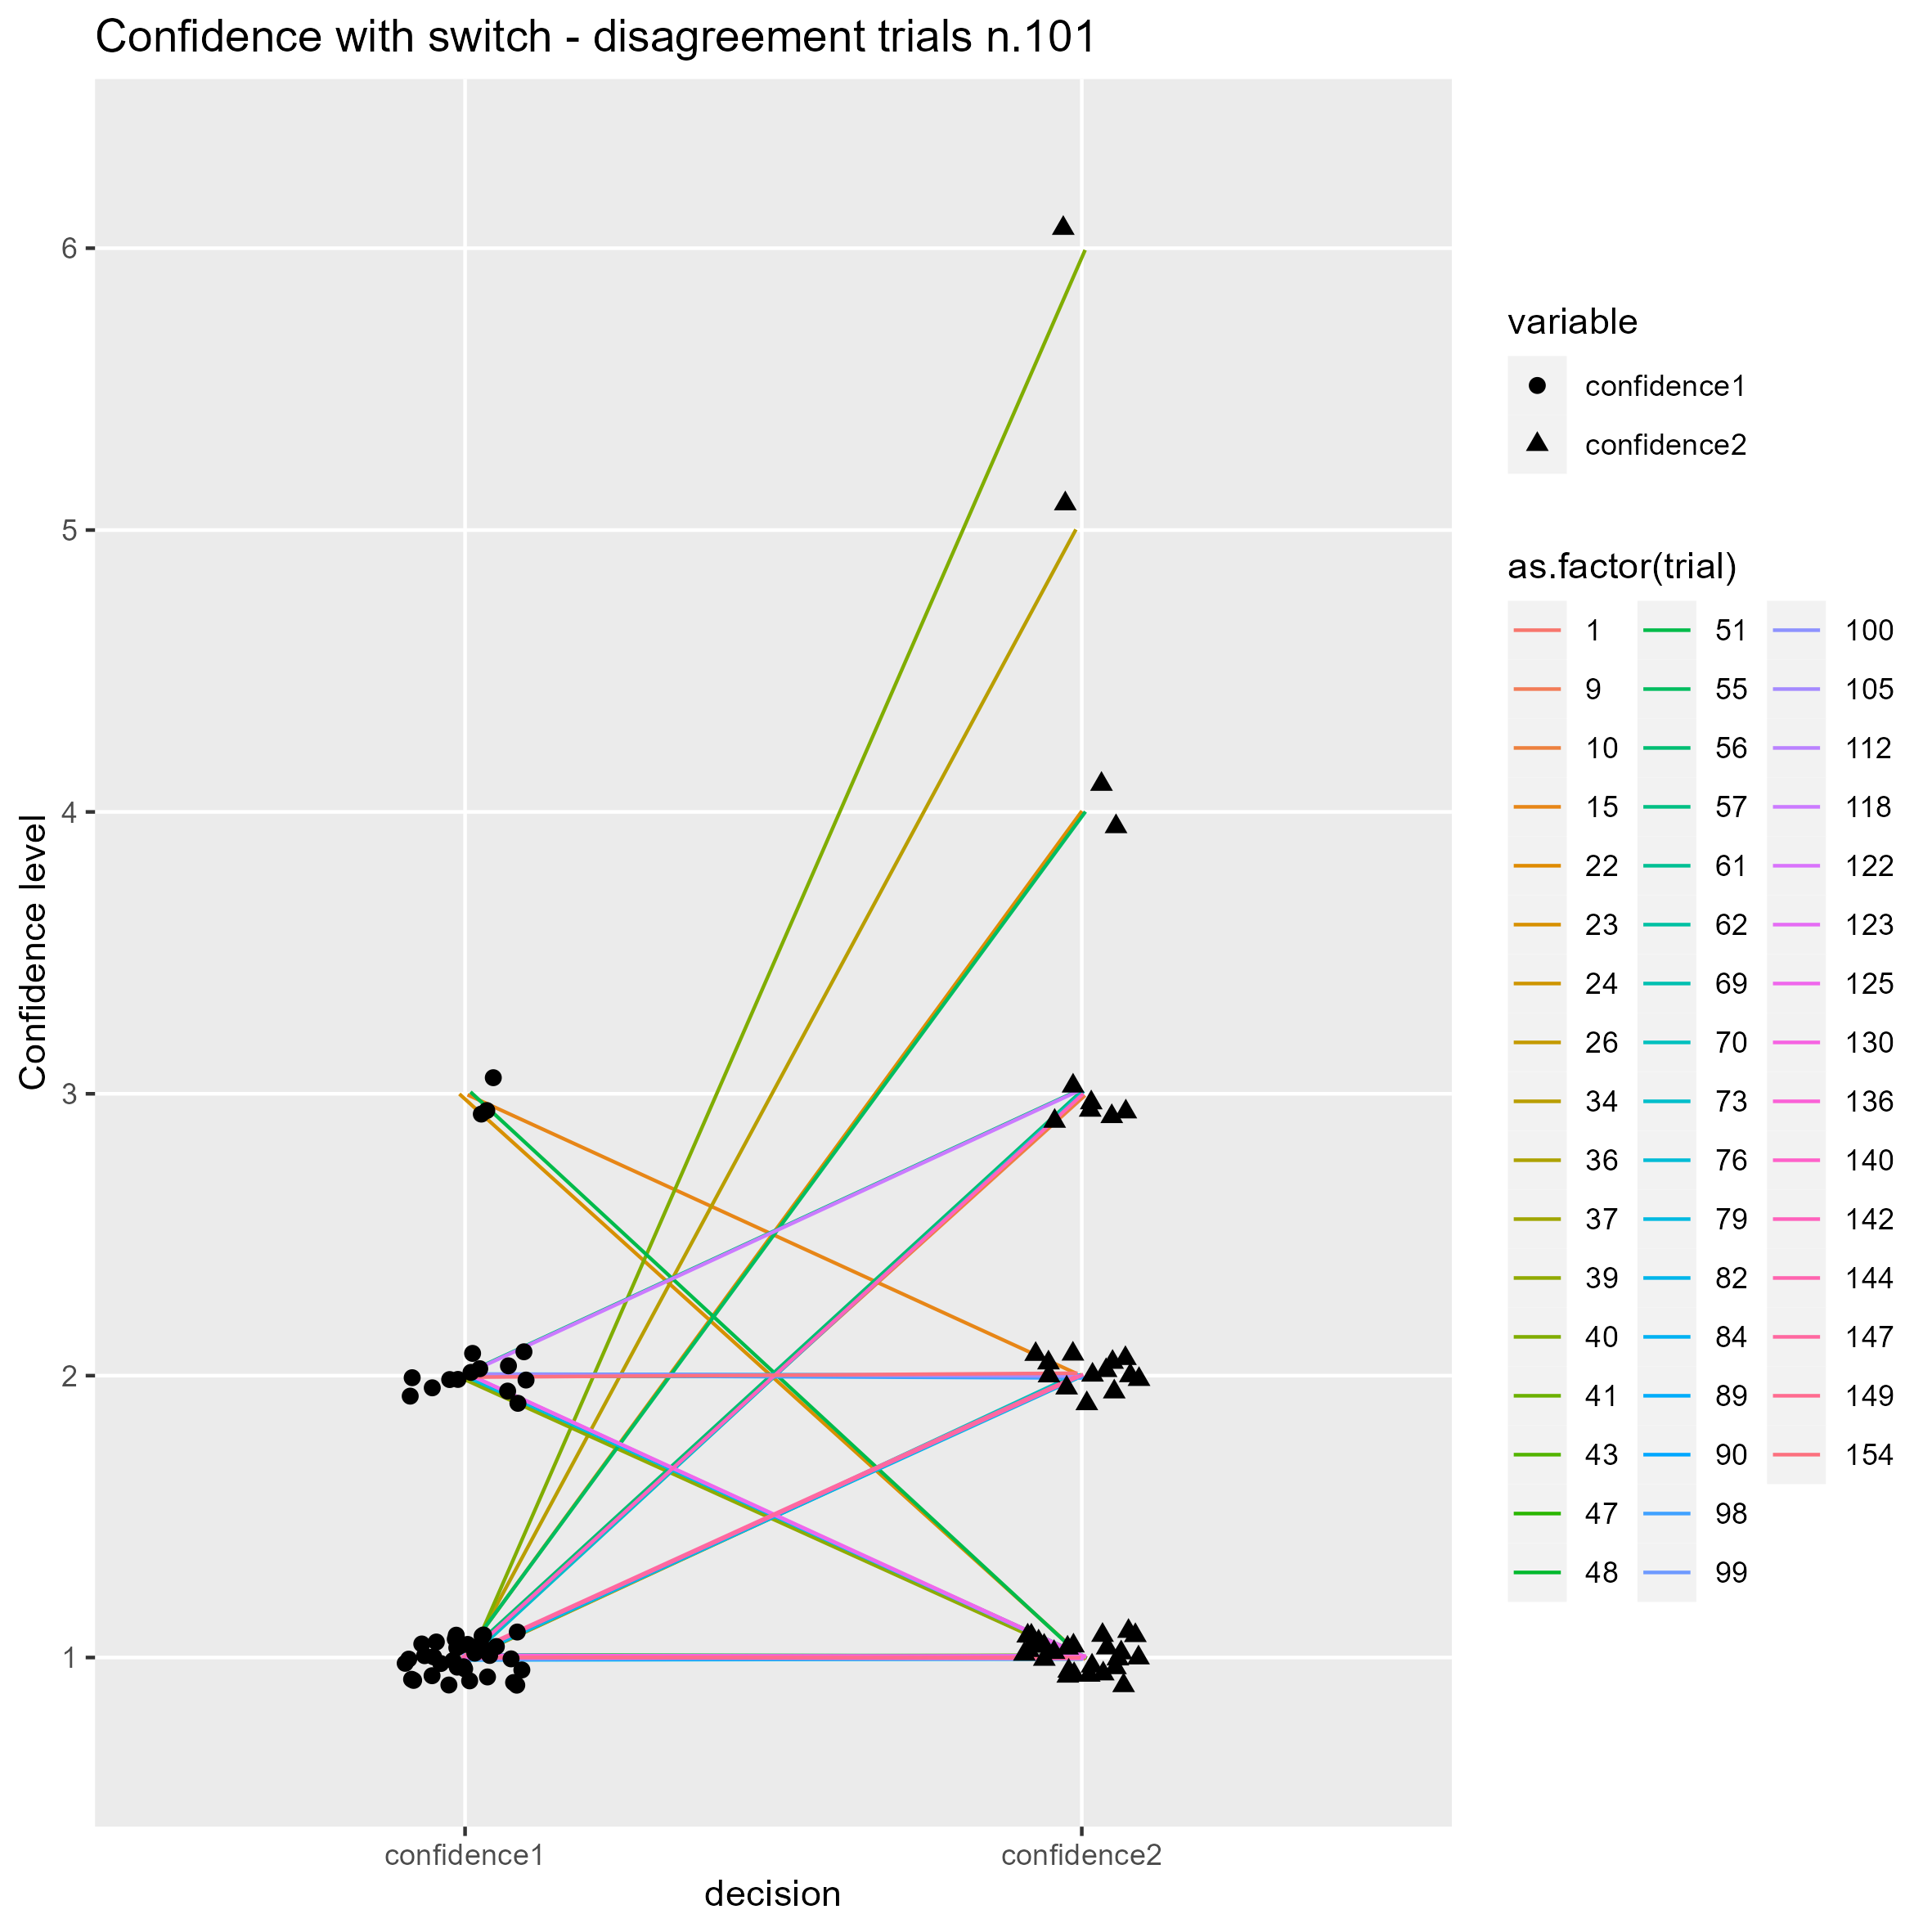 Confidence with switch - disagreement trials n.101
Confidence level
6
5
4
3
2
1
confidence1
confidence2
decision
variable
confidence1
confidence2
as.factor(trial)
1 51 100
9 55 105
10 56 112
15 57 118
22 61 122
23 62 123
24 69 125
26 70 130
34 73 136
36 76 140
37 79 142
39 82 144
40 84 147
41 89 149
43 90 154
47 98
48 99